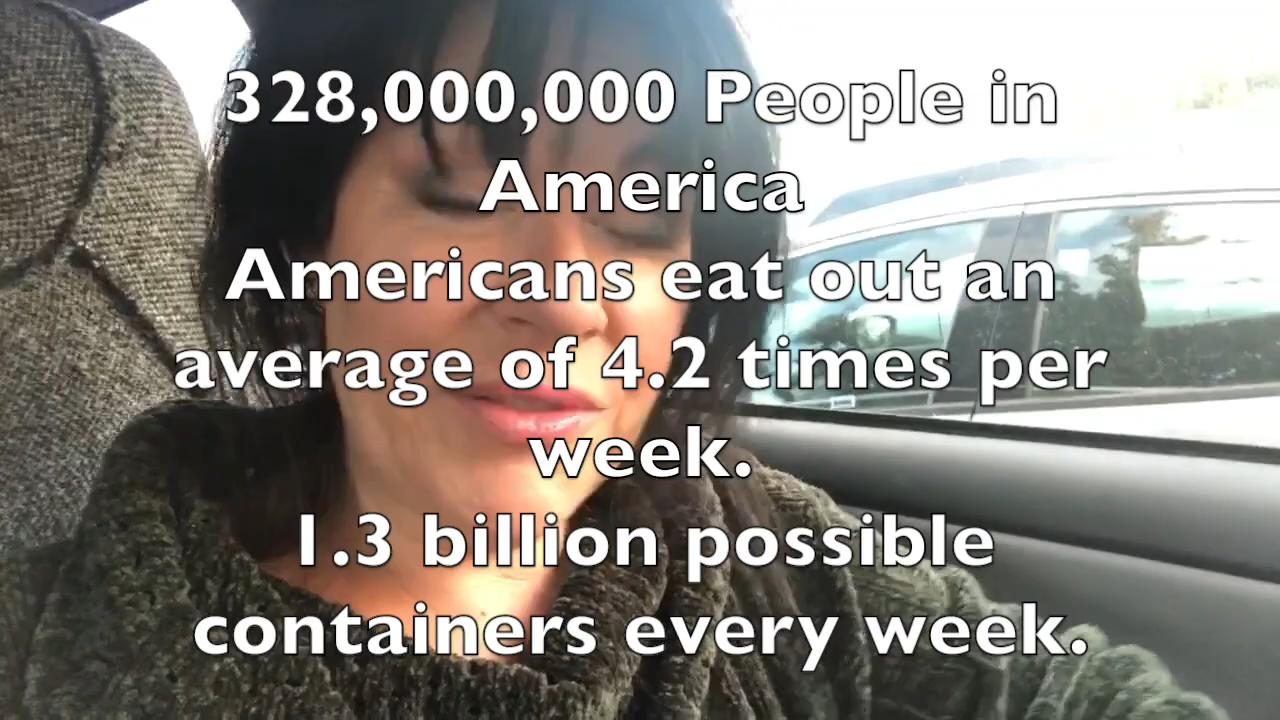 328,000,000 People in
America
Americans eat out an
average of 4.2 times per
week.
1.3 billion possible
containers every week.